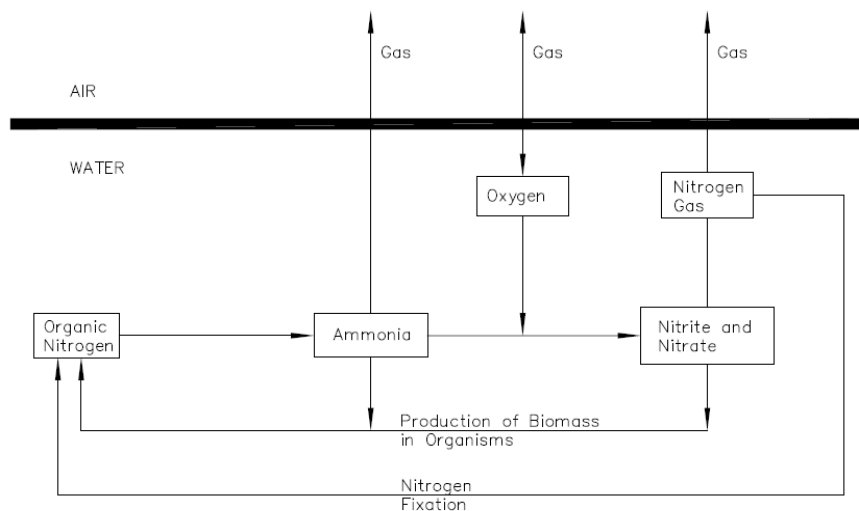 Gas
Gas
Gas
AIR
WATER
Oxygen
Nitrogen
Gas
Organic
Nitrogen
Ammonia
Nitrite and
Nitrate
Production of Biomass
in Organisms
Nitrogen
Fixation